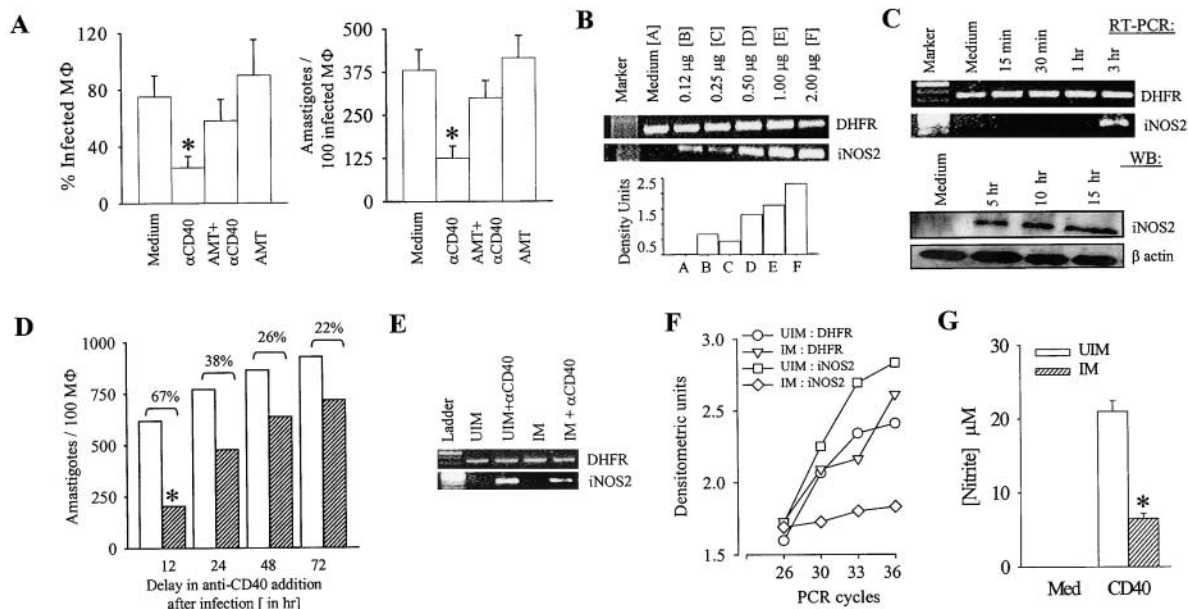 A
% Infected MΦ
120
80
40
0
Medium
αCD40
AMT+
αCD40
AMT
*
Amastigotes /
100 infected MΦ
500
375
250
125
0
Medium
αCD40
AMT+
αCD40
AMT
*
B
Marker
Medium [A]
0.12 µg [B]
0.25 µg [C]
0.50 µg [D]
1.00 µg [E]
2.00 µg [F]
DHFR
iNOS2
Density Units
2.5
1.5
0.5
A B C D E F
C
RT-PCR:
Marker
Medium
15 min
30 min
1 hr
3 hr
DHFR
iNOS2
WB:
Medium
5 hr
10 hr
15 hr
iNOS2
β actin
D
Amastigotes / 100 MΦ
1000
750
500
250
0
67%
38%
26%
22%
*
12 24 48 72
Delay in anti-CD40 addition
after infection [ in hr]
E
Ladder
UIM
UIM+αCD40
IM
IM + αCD40
DHFR
iNOS2
F
UIM : DHFR
IM : DHFR
UIM : iNOS2
IM : iNOS2
Densitometric units
3.0
2.5
2.0
1.5
26 30 33 36
PCR cycles
G
UIM
IM
[Nitrite] µM
30
20
10
0
*
Med CD40